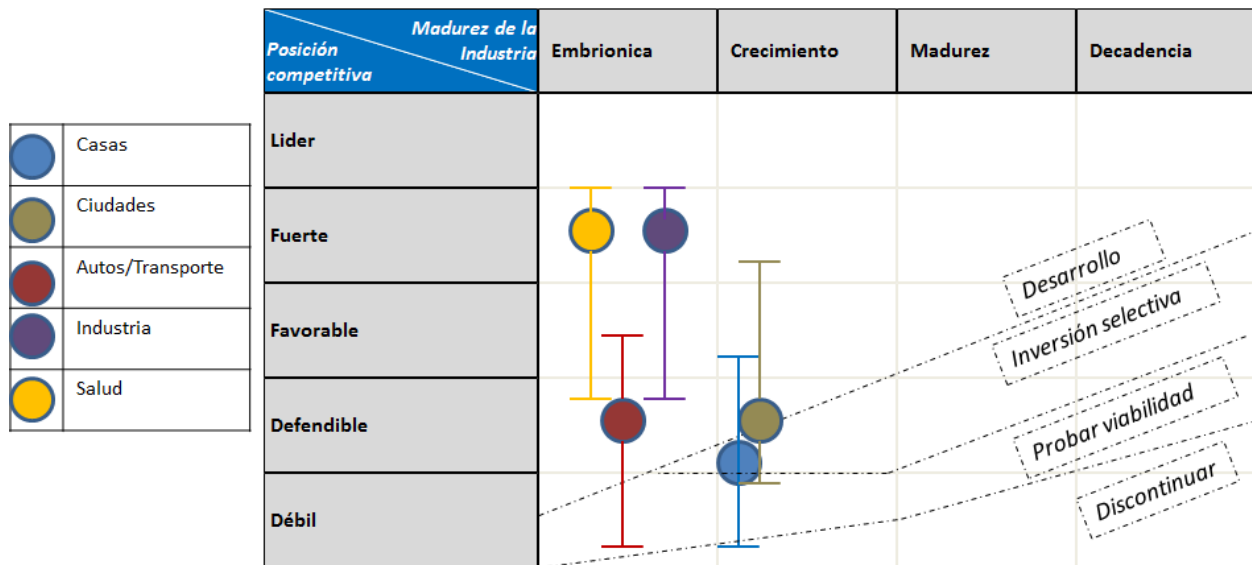 Madurez de la
Industria
Posición
competitiva
Embrionica
Crecimiento
Madurez
Decadencia
Casas
Ciudades
Autos/Transporte
Industria
Salud
Lider
Fuerte
Favorable
Defendible
Débil
Desarrollo
Inversión selectiva
Probar viabilidad
Discontinuar